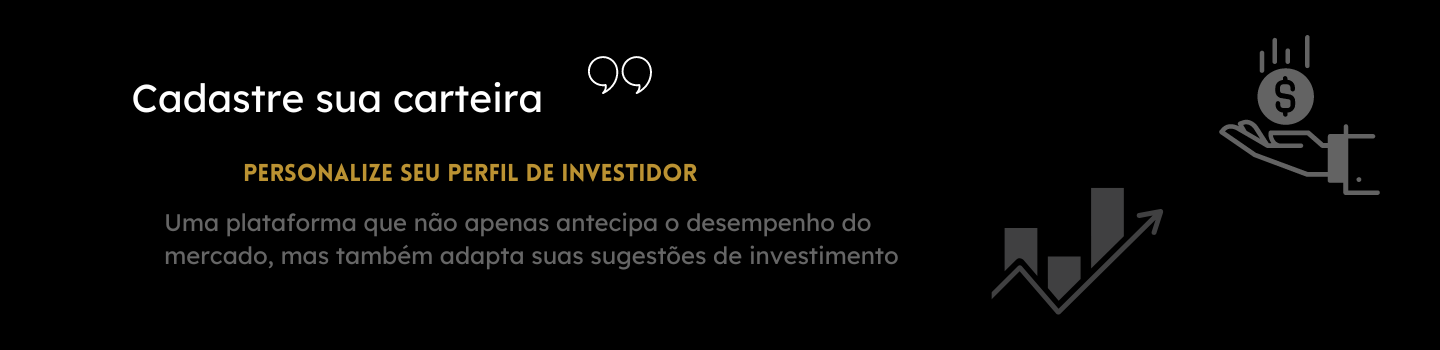 Cadastre sua carteira
PERSONALIZE SEU PERFIL DE INVESTIDOR
Uma plataforma que não apenas antecipa o desempenho do
mercado, mas também adapta suas sugestões de investimento